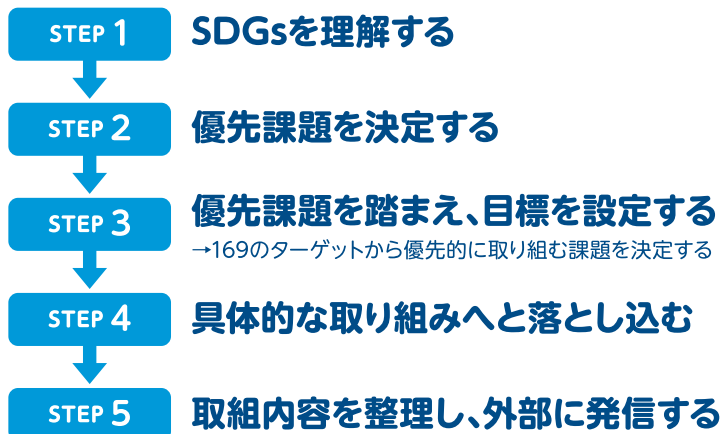 STEP 1 SDGsを理解する
STEP 2 優先課題を決定する
STEP 3 優先課題を踏まえ、目標を設定する
→169のターゲットから優先的に取り組む課題を決定する
STEP 4 具体的な取り組みへと落とし込む
STEP 5 取組内容を整理し、外部に発信する